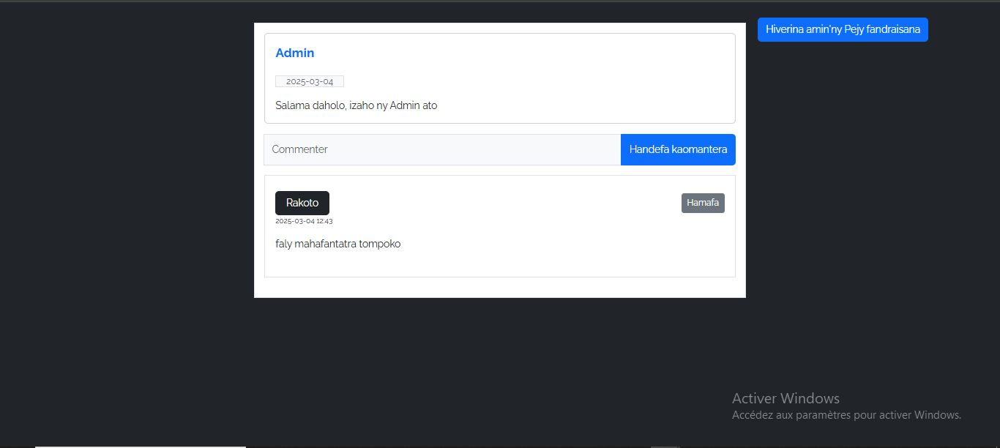 Hiverina amin'ny Pejy fandraisana
Admin
2025-03-04
Salama daholo, izaho ny Admin ato
Commenter
Handefa kaomantera
Rakoto
Hamafa
2025-03-04 12:43
faly mahafantatra tompoko
Activer Windows
Accédez aux paramètres pour activer Windows.